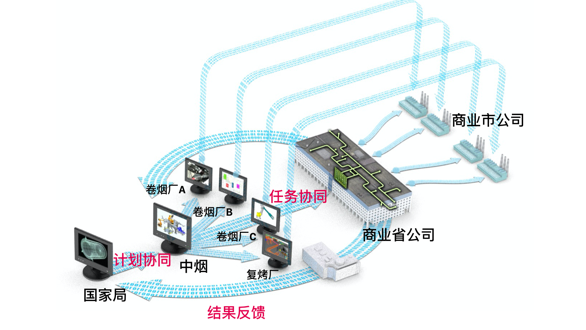 商业市公司
卷烟厂A
任务协同
卷烟厂B
卷烟厂C
商业省公司
计划协同
中烟
复烤厂
国家局
结果反馈